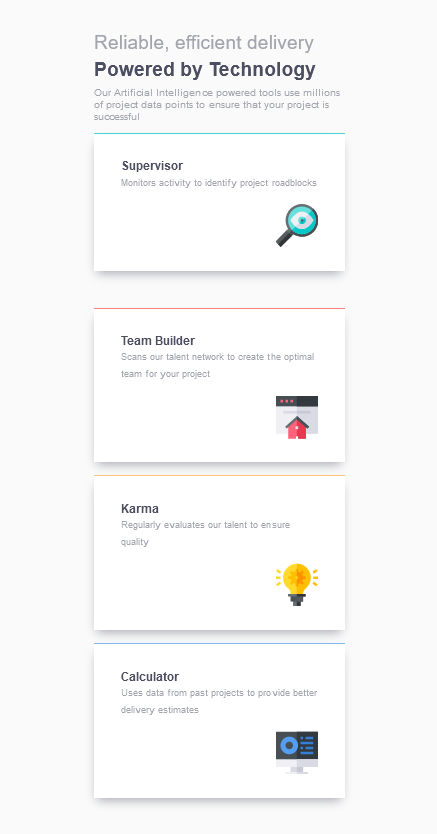 Reliable, efficient delivery
Powered by Technology
Our Artificial Intelligence powered tools use millions
of project data points to ensure that your project is
successful
Supervisor
Monitors activity to identify project roadblocks
Team Builder
Scans our talent network to create the optimal
team for your project
Karma
Regularly evaluates our talent to ensure
quality
Calculator
Uses data from past projects to provide better
delivery estimates